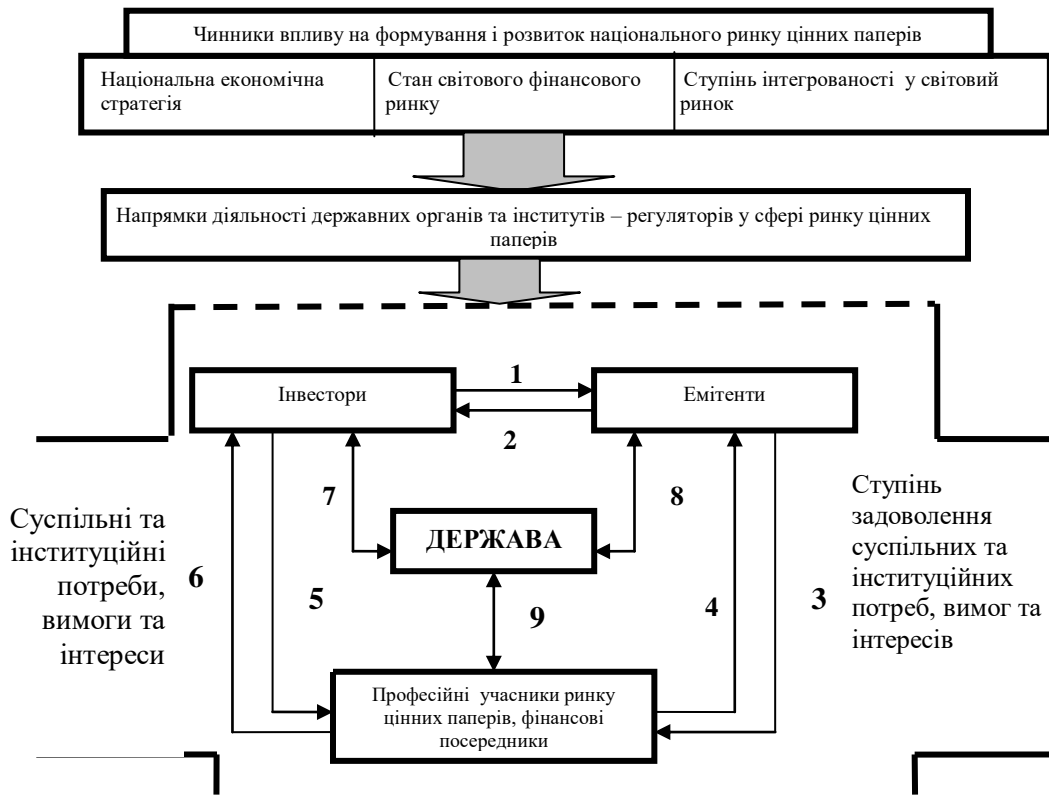 Чинники впливу на формування і розвиток національного ринку цінних паперів
Національна економічна
стратегія
Стан світового фінансового
ринку
Ступінь інтегрованості у світовий
ринок
Напрямки діяльності державних органів та інститутів – регуляторів у сфері ринку цінних
паперів
Інвестори
1
Емітенти
2
7
8
ДЕРЖАВА
Суспільні та
інституційні
потреби,
вимоги та
інтереси
6
5
9
4
3
Ступінь
задоволення
суспільних та
інституційних
потреб, вимог та
інтересів
Професійні учасники ринку
цінних паперів, фінансові
посередники